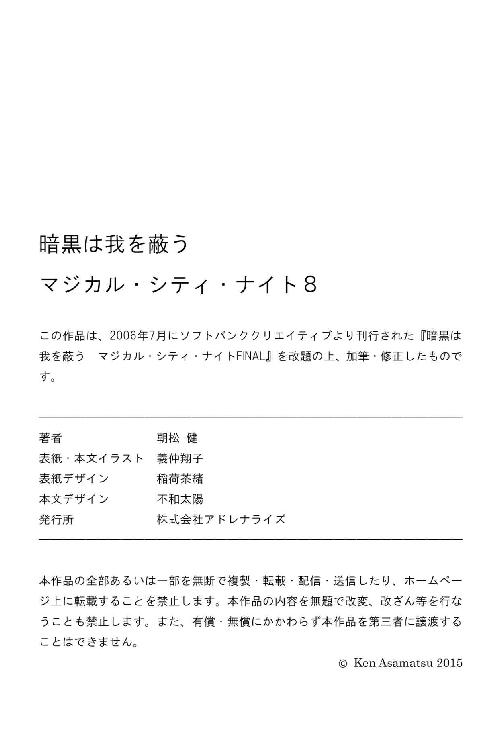 暗黒は我を蔽う
マジカル・シティ・ナイト8
この作品は、2006年7月にソフトバンククリエイティブより刊行された『暗黒は
我を蔽う　マジカル・シティ・ナイトFINAL』を改題の上、加筆・修正したもので
す。
著者　朝松 健
表紙・本文イラスト　義仲翔子
表紙デザイン　稲荷茶緒
本文デザイン　不和太陽
発行所　株式会社アドレナライズ
本作品の全部あるいは一部を無断で複製・転載・配信・送信したり、ホームペー
ジ上に転載することを禁止します。本作品の内容を無題で改変、改ざん等を行な
うことも禁止します。また、有償・無償にかかわらず本作品を第三者に譲渡する
ことはできません。
© Ken Asamatsu 2015